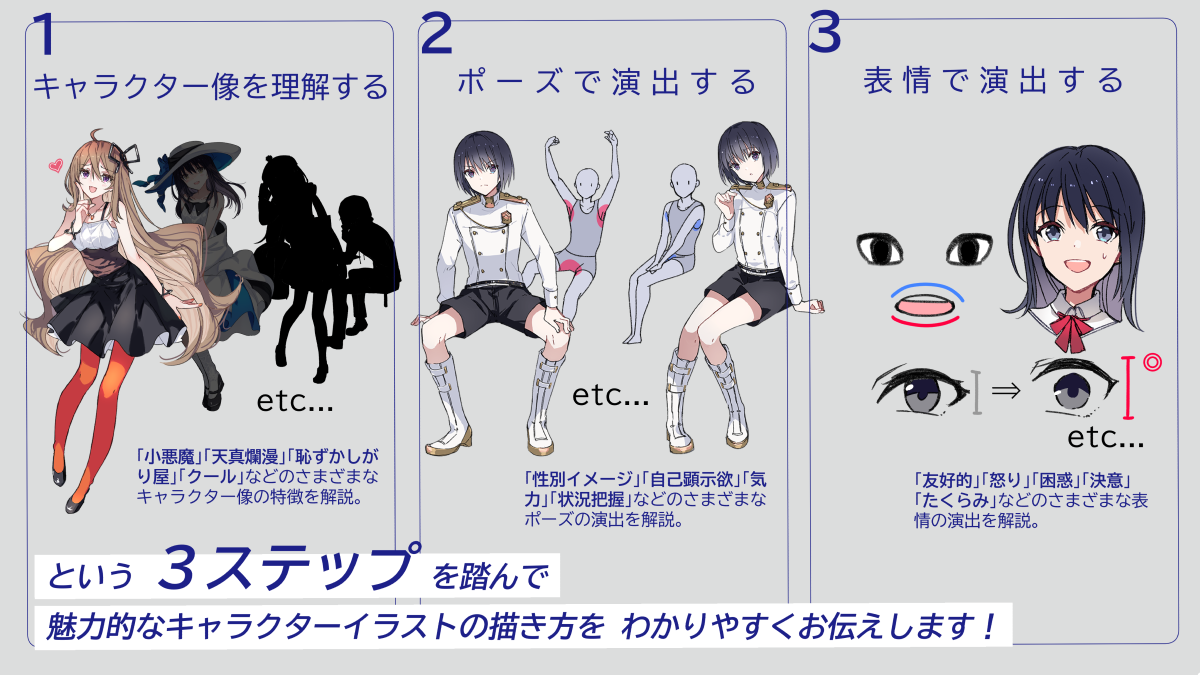 1
キャラクター像を理解する
etc...
「小悪魔」「天真爛漫」「恥ずかしが
り屋」「クール」などのさまざまな
キャラクター像の特徴を解説。
2
ポーズで演出する
etc...
「性別イメージ」「自己顕示欲」「気
力」「状況把握」などのさまざまな
ポーズの演出を解説。
3
表情で演出する
⇒ ◎
etc...
「友好的」「怒り」「困惑」「決意」
「たくらみ」などのさまざまな表
情の演出を解説。
という 3ステップ を踏んで
魅力的なキャラクターイラストの描き方を わかりやすくお伝えします！